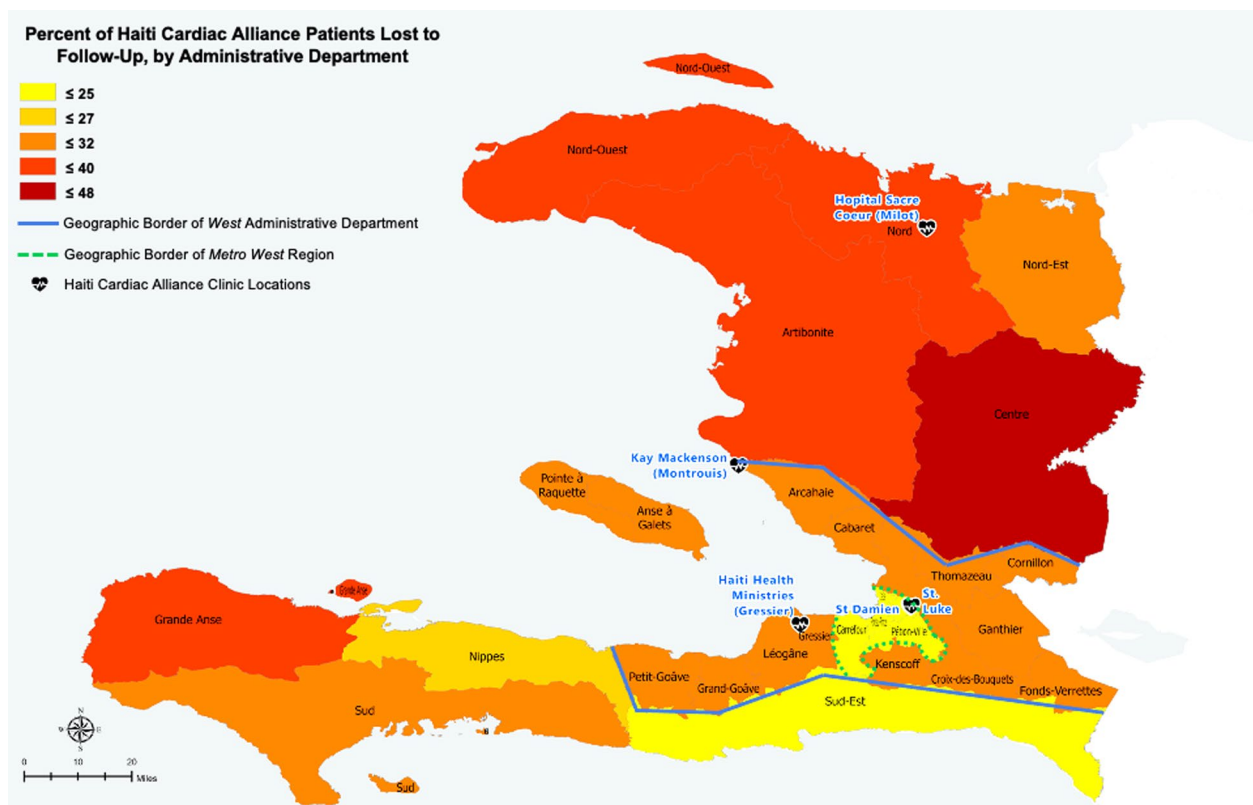 Percent of Haiti Cardiac Alliance Patients Lost to
Follow-Up, by Administrative Department
≤ 25
≤ 27
≤ 32
≤ 40
≤ 48
Geographic Border of West Administrative Department
Geographic Border of Metro West Region
Haiti Cardiac Alliance Clinic Locations
Nord-Ouest
Nord-Ouest
Hopital Sacre
Coeur (Milot)
Nord
Nord-Est
Artibonite
Centre
Kay Mackenson
(Montrouis)
Pointe à
Raquette
Anse à
Galets
Arcahaie
Cabaret
Thomazeau
Cornillon
Haiti Health
Ministries
(Gressier)
St Damien
St.
Luke
Grande Anse
Grande Anse
Gressier
Carrefour
Pétion-Ville
Ganthier
Léogâne
Kenscoff
Nippes
Petit-Goâve
Grand-Goâve
Croix-des-Bouquets
Fonds-Verrettes
Sud-Est
Sud
Sud
N
E
S
0 10 20
Miles